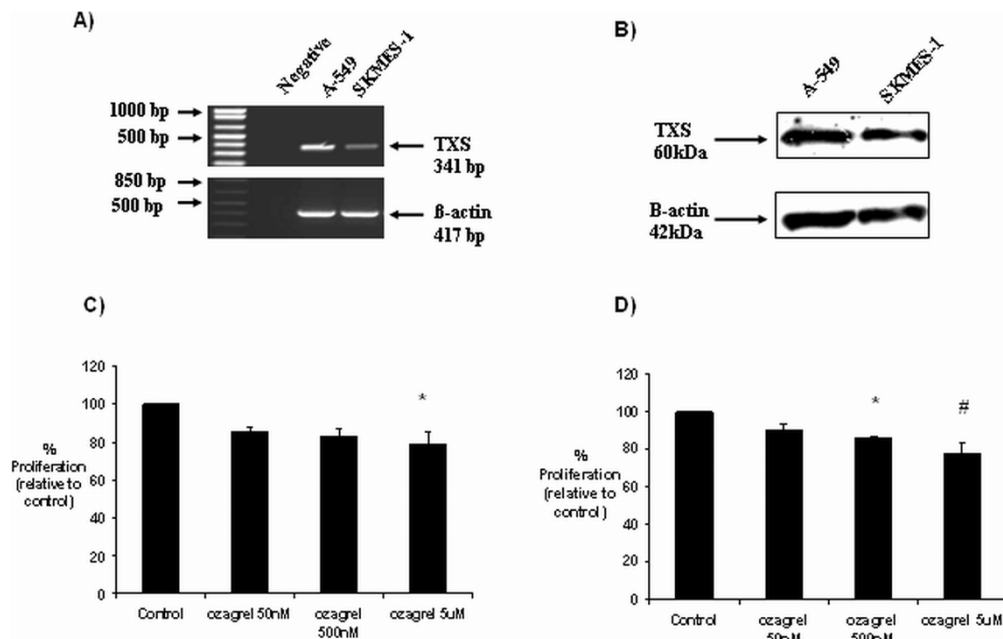 A)
Negative
A-549
SKMES-1
1000 bp
500 bp
TXS
341 bp
850 bp
500 bp
ß-actin
417 bp
B)
A-549
SKMES-1
TXS
60kDa
B-actin
42kDa
C)
120
100
80
60
40
20
0
%
Proliferation
(relative to
control)
*
Control
ozagrel 50nM
ozagrel
500nM
ozagrel 5uM
D)
120
100
80
60
40
20
0
%
Proliferation
(relative to
control)
*
#
Control
ozagrel
50nM
ozagrel
500nM
ozagrel 5uM